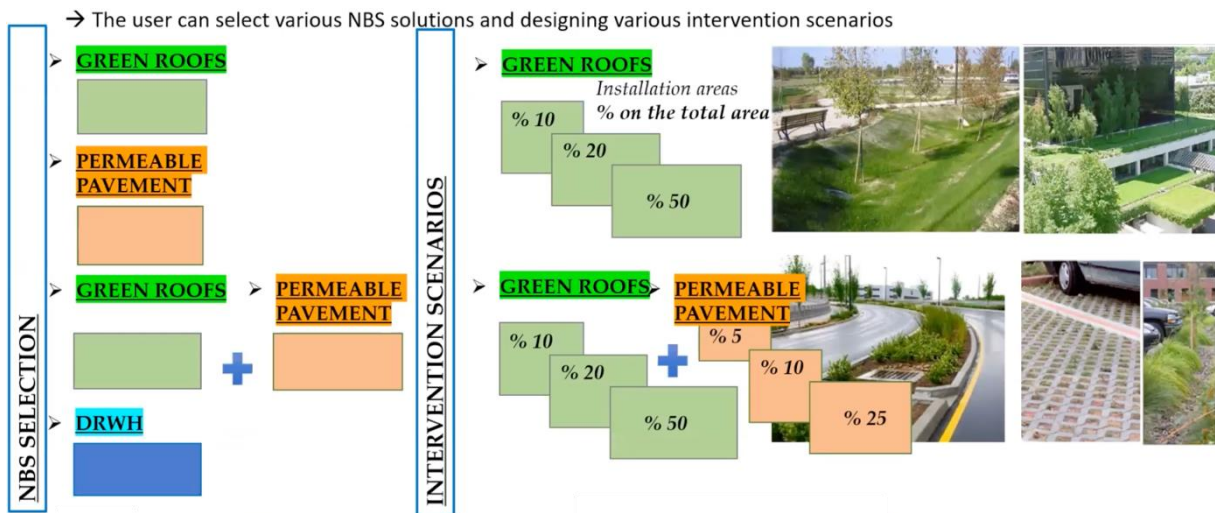 → The user can select various NBS solutions and designing various intervention scenarios
NBS SELECTION
➢ GREEN ROOFS
➢ PERMEABLE
PAVEMENT
➢ GREEN ROOFS
➢ PERMEABLE
PAVEMENT
➢ DRWH
INTERVENTION SCENARIOS
➢ GREEN ROOFS
Installation areas
% on the total area
% 10
% 20
% 50
➢ GREEN ROOFS
➢ PERMEABLE
PAVEMENT
% 10
% 20
% 50
% 5
% 10
% 25